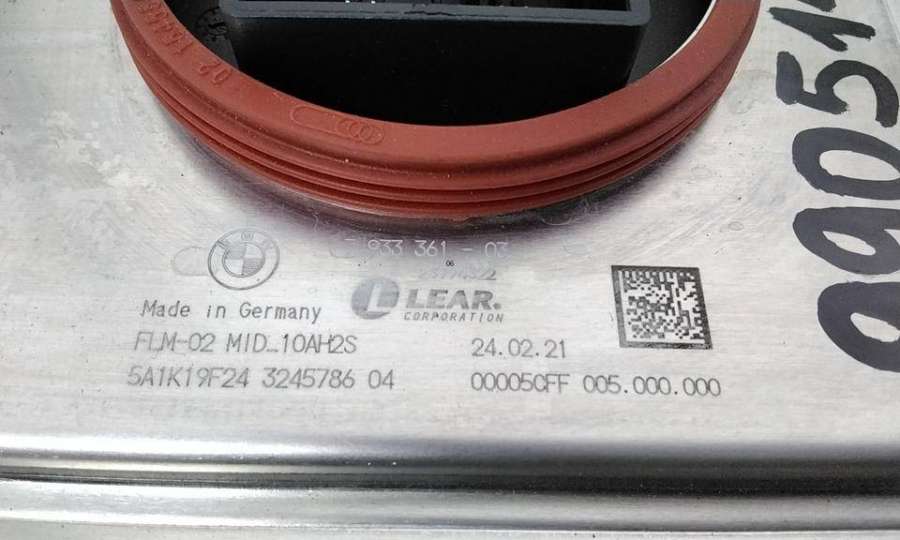 933 361 - 03
Made in Germany
LEAR.
CORPORATION
FLM-02 MID_10AH2S
24.02.21
5A1K19F24 3245786 04
00005CFF 005.000.000